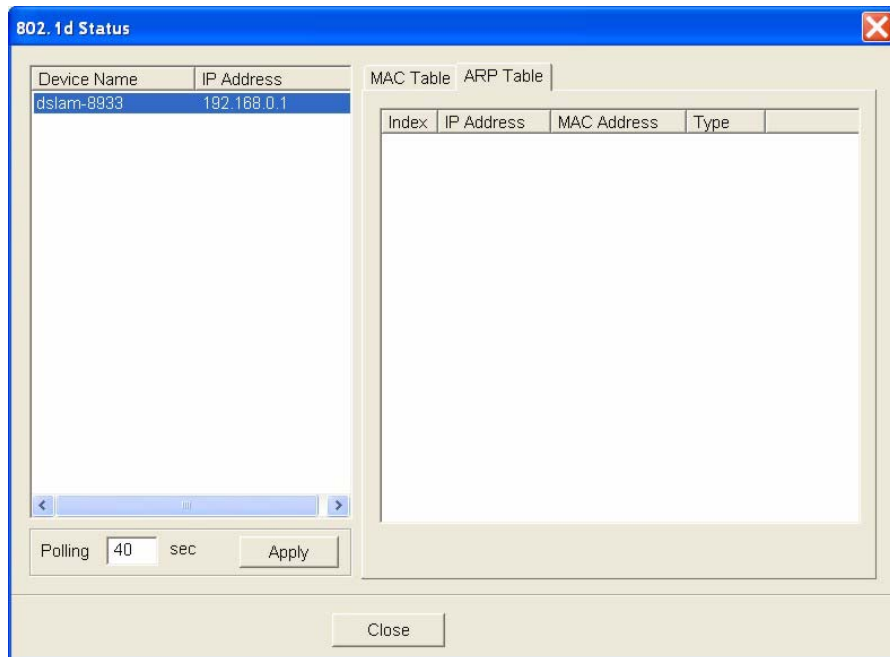 802.1d Status
Device Name IP Address
dslam-8933 192.168.0.1
MAC Table ARP Table
Index IP Address MAC Address Type
Polling 40 sec Apply
Close